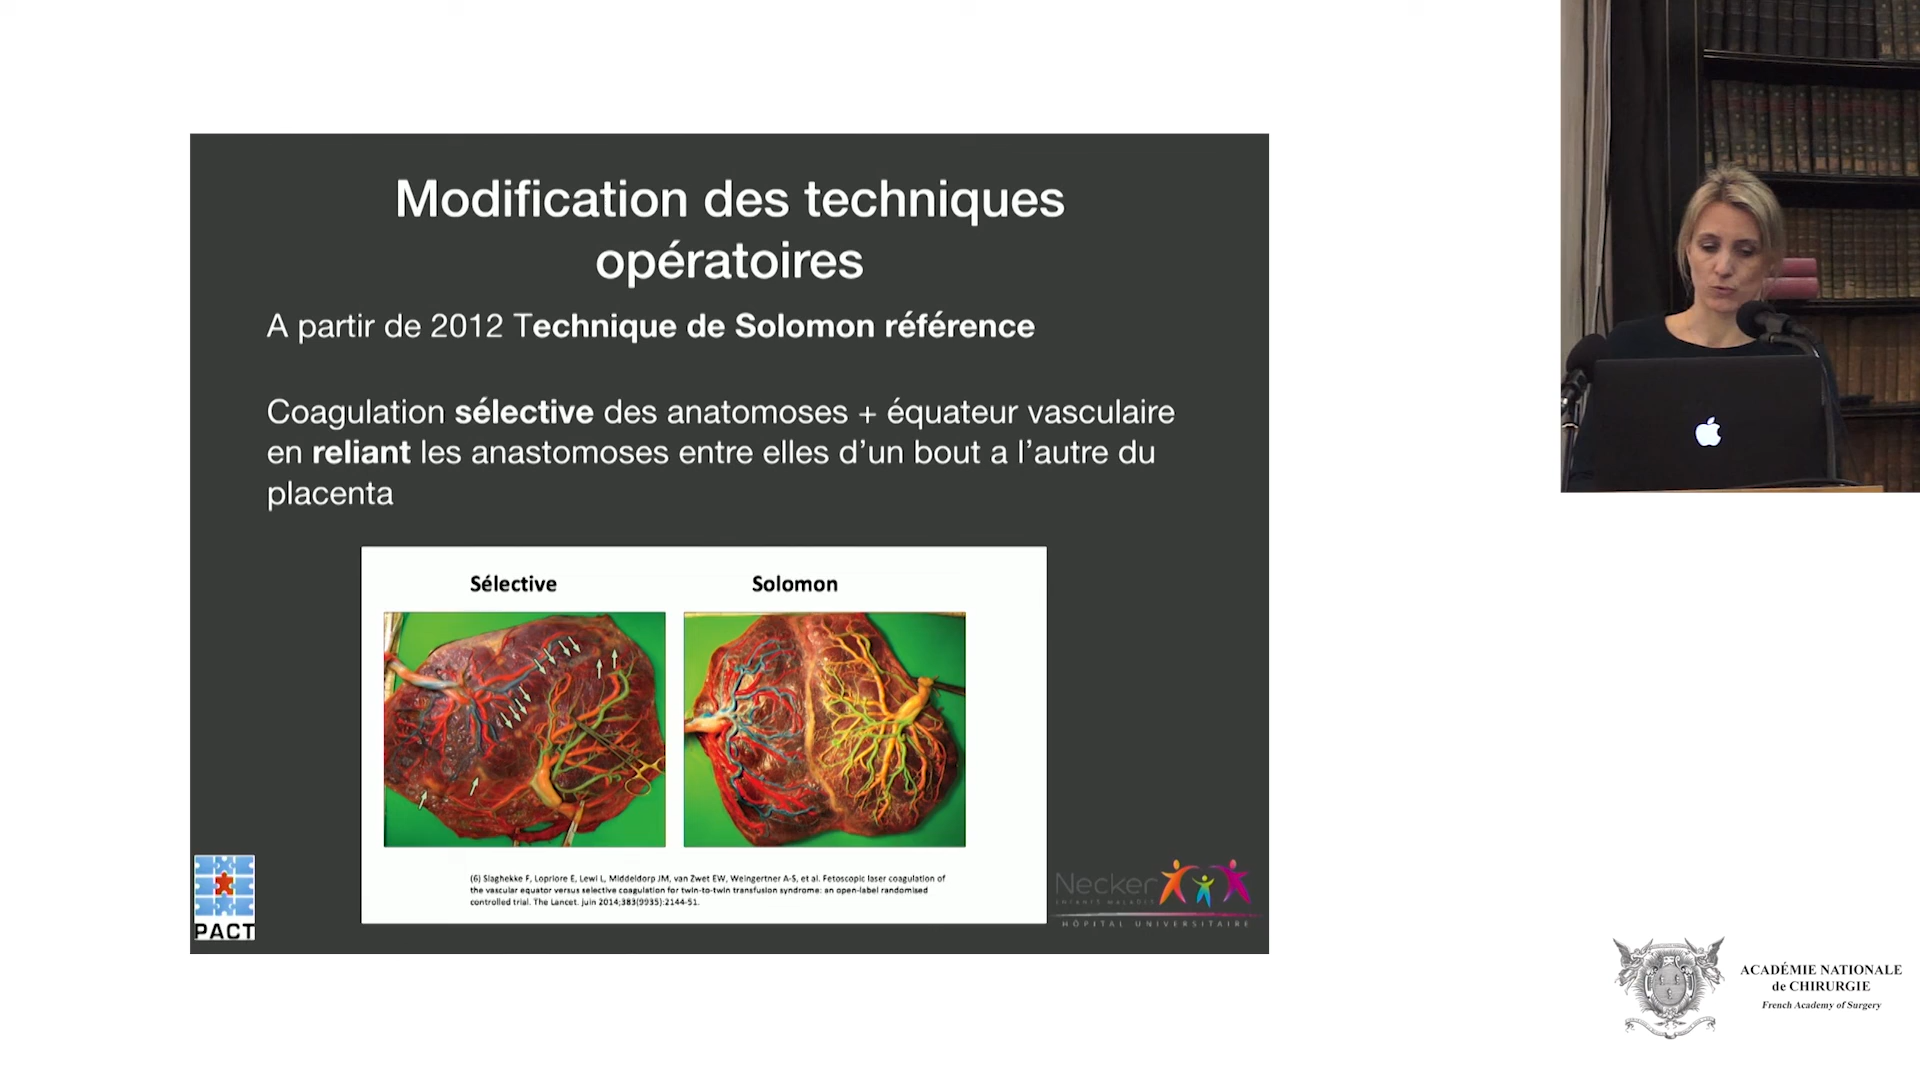 Modification des techniques
opératoires
A partir de 2012 Technique de Solomon référence
Coagulation sélective des anatomoses + équateur vasculaire
en reliant les anastomoses entre elles d’un bout a l’autre du
placenta
Sélective
Solomon
(6) Slaghekke F, Lopriore E, Lewi L, Middeldorp JM, van Zwet EW, Weingertner A-S, et al. Fetoscopic laser coagulation of
the vascular equator versus selective coagulation for twin-to-twin transfusion syndrome: an open-label randomised
controlled trial. The Lancet. juin 2014;383(9935):2144-51.
PACT
Necker
ENFANTS MALADES
HÔPITAL UNIVERSITAIRE
ACADÉMIE NATIONALE
de CHIRURGIE
French Academy of Surgery